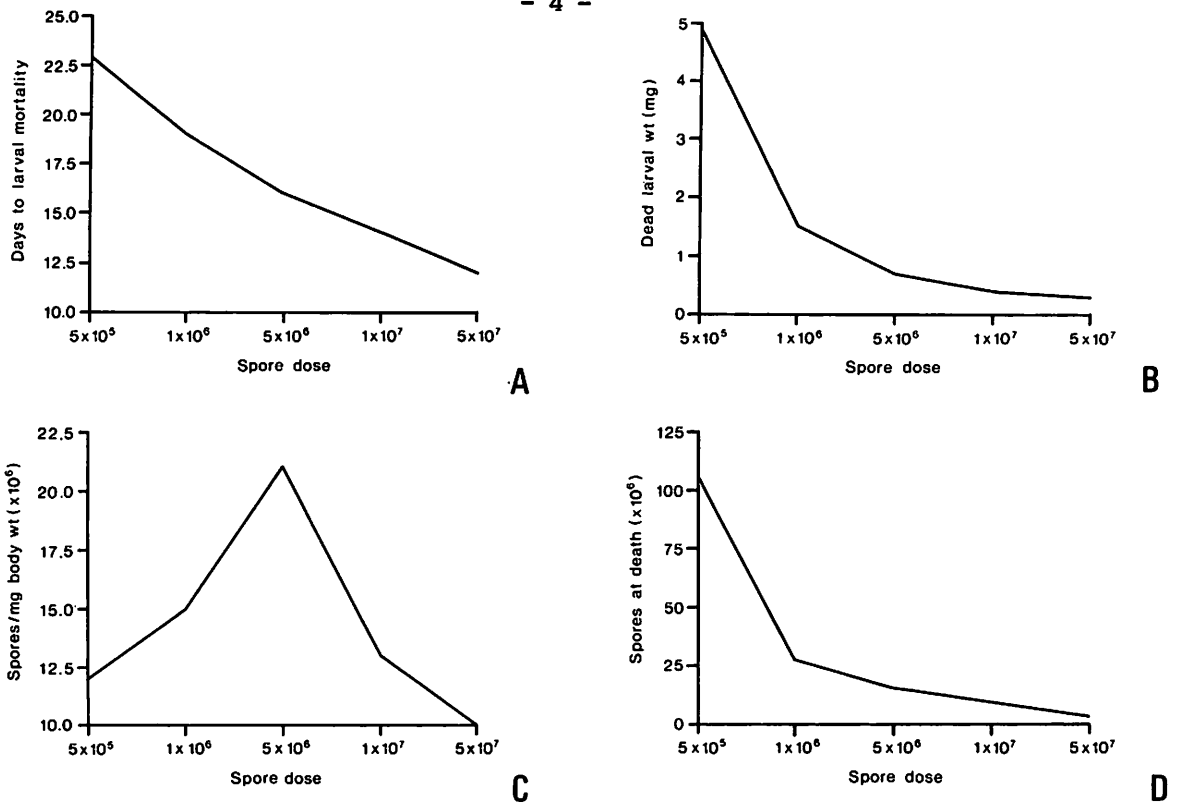 - 4 -
Days to larval mortality
25.0
22.5
20.0
17.5
15.0
12.5
10.0
5x10⁵ 1x10⁶ 5x10⁶ 1x10⁷ 5x10⁷
Spore dose
A
Dead larval wt (mg)
5
4
3
2
1
0
5x10⁵ 1x10⁶ 5x10⁶ 1x10⁷ 5x10⁷
Spore dose
B
Spores/mg body wt (x10⁶)
22.5
20.0
17.5
15.0
12.5
10.0
5x10⁵ 1x10⁶ 5x10⁶ 1x10⁷ 5x10⁷
Spore dose
C
Spores at death (x10⁶)
125
100
75
50
25
0
5x10⁵ 1x10⁶ 5x10⁶ 1x10⁷ 5x10⁷
Spore dose
D